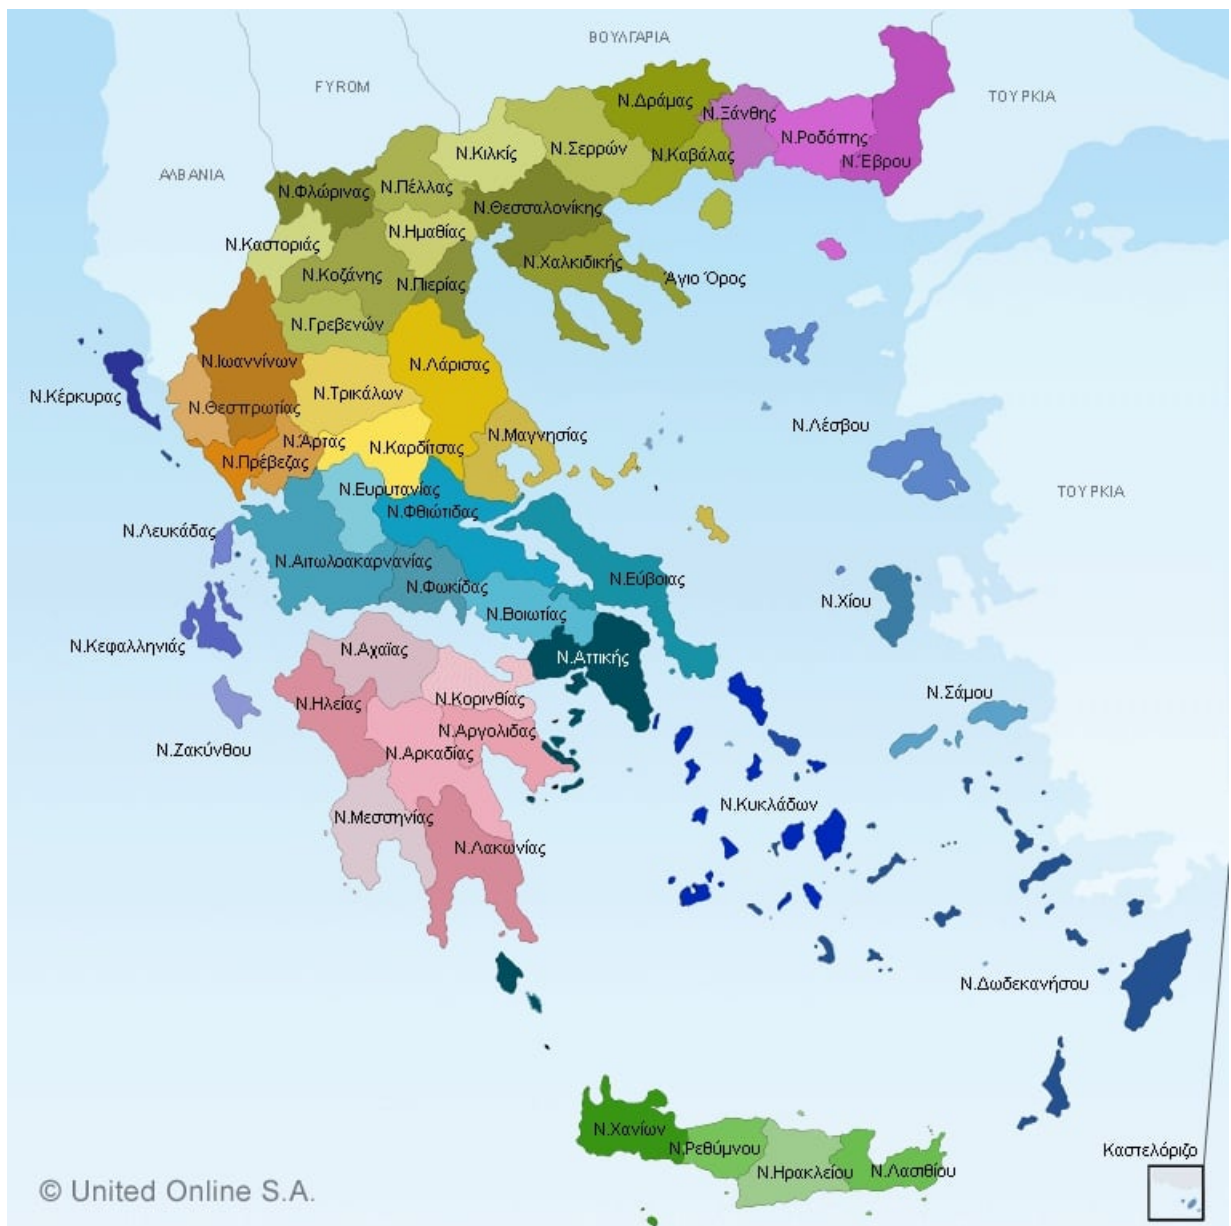 ΒΟΥΛΓΑΡΙΑ
FYROM
ΤΟΥΡΚΙΑ
Ν.Δράμας
Ν.Ξάνθης
Ν.Ροδόπης
Ν.Έβρου
Ν.Κιλκίς
Ν.Σερρών
Ν.Καβάλας
ΑΛΒΑΝΙΑ
Ν.Φλώρινας
Ν.Πέλλας
Ν.Θεσσαλονίκης
Ν.Καστοριάς
Ν.Ημαθίας
Ν.Κοζάνης
Ν.Πιερίας
Ν.Χαλκιδικής
Άγιο Όρος
Ν.Γρεβενών
Ν.Ιωαννίνων
Ν.Λάρισας
Ν.Κέρκυρας
Ν.Θεσπρωτίας
Ν.Τρικάλων
Ν.Άρτας
Ν.Καρδίτσας
Ν.Μαγνησίας
Ν.Λέσβου
Ν.Πρέβεζας
Ν.Ευρυτανίας
ΤΟΥΡΚΙΑ
Ν.Φθιώτιδας
Ν.Λευκάδας
Ν.Αιτωλοακαρνανίας
Ν.Φωκίδας
Ν.Εύβοιας
Ν.Χίου
Ν.Βοιωτίας
Ν.Κεφαλληνιάς
Ν.Αχαϊας
Ν.Αττικής
Ν.Ηλείας
Ν.Κορινθίας
Ν.Σάμου
Ν.Ζακύνθου
Ν.Αργολιδας
Ν.Αρκαδίας
Ν.Κυκλάδων
Ν.Μεσσηνίας
Ν.Λακωνίας
Ν.Δωδεκανήσου
Ν.Χανίων
Ν.Ρεθύμνου
Ν.Ηρακλείου
Ν.Λασιθίου
Καστελόριζο
© United Online S.A.